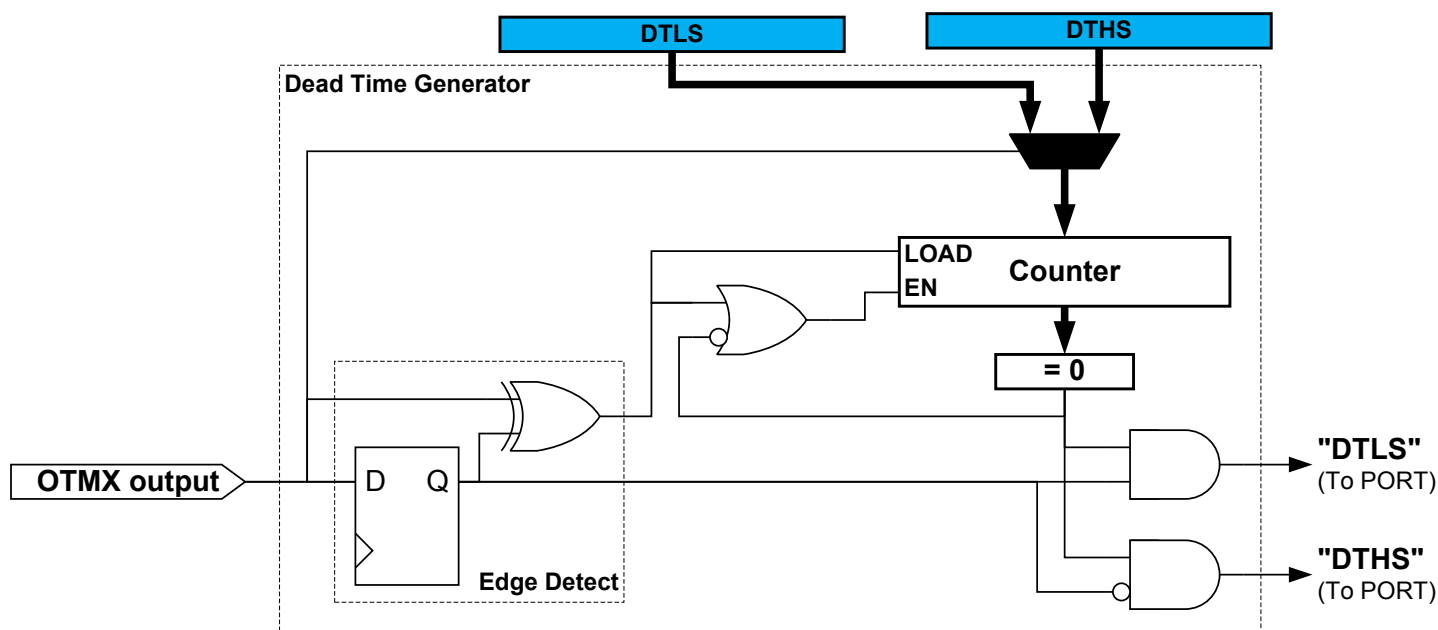 DTLS
DTHS
Dead Time Generator
LOAD
EN
Counter
= 0
OTMX output
D
Q
Edge Detect
"DTLS"
(To PORT)
"DTHS"
(To PORT)